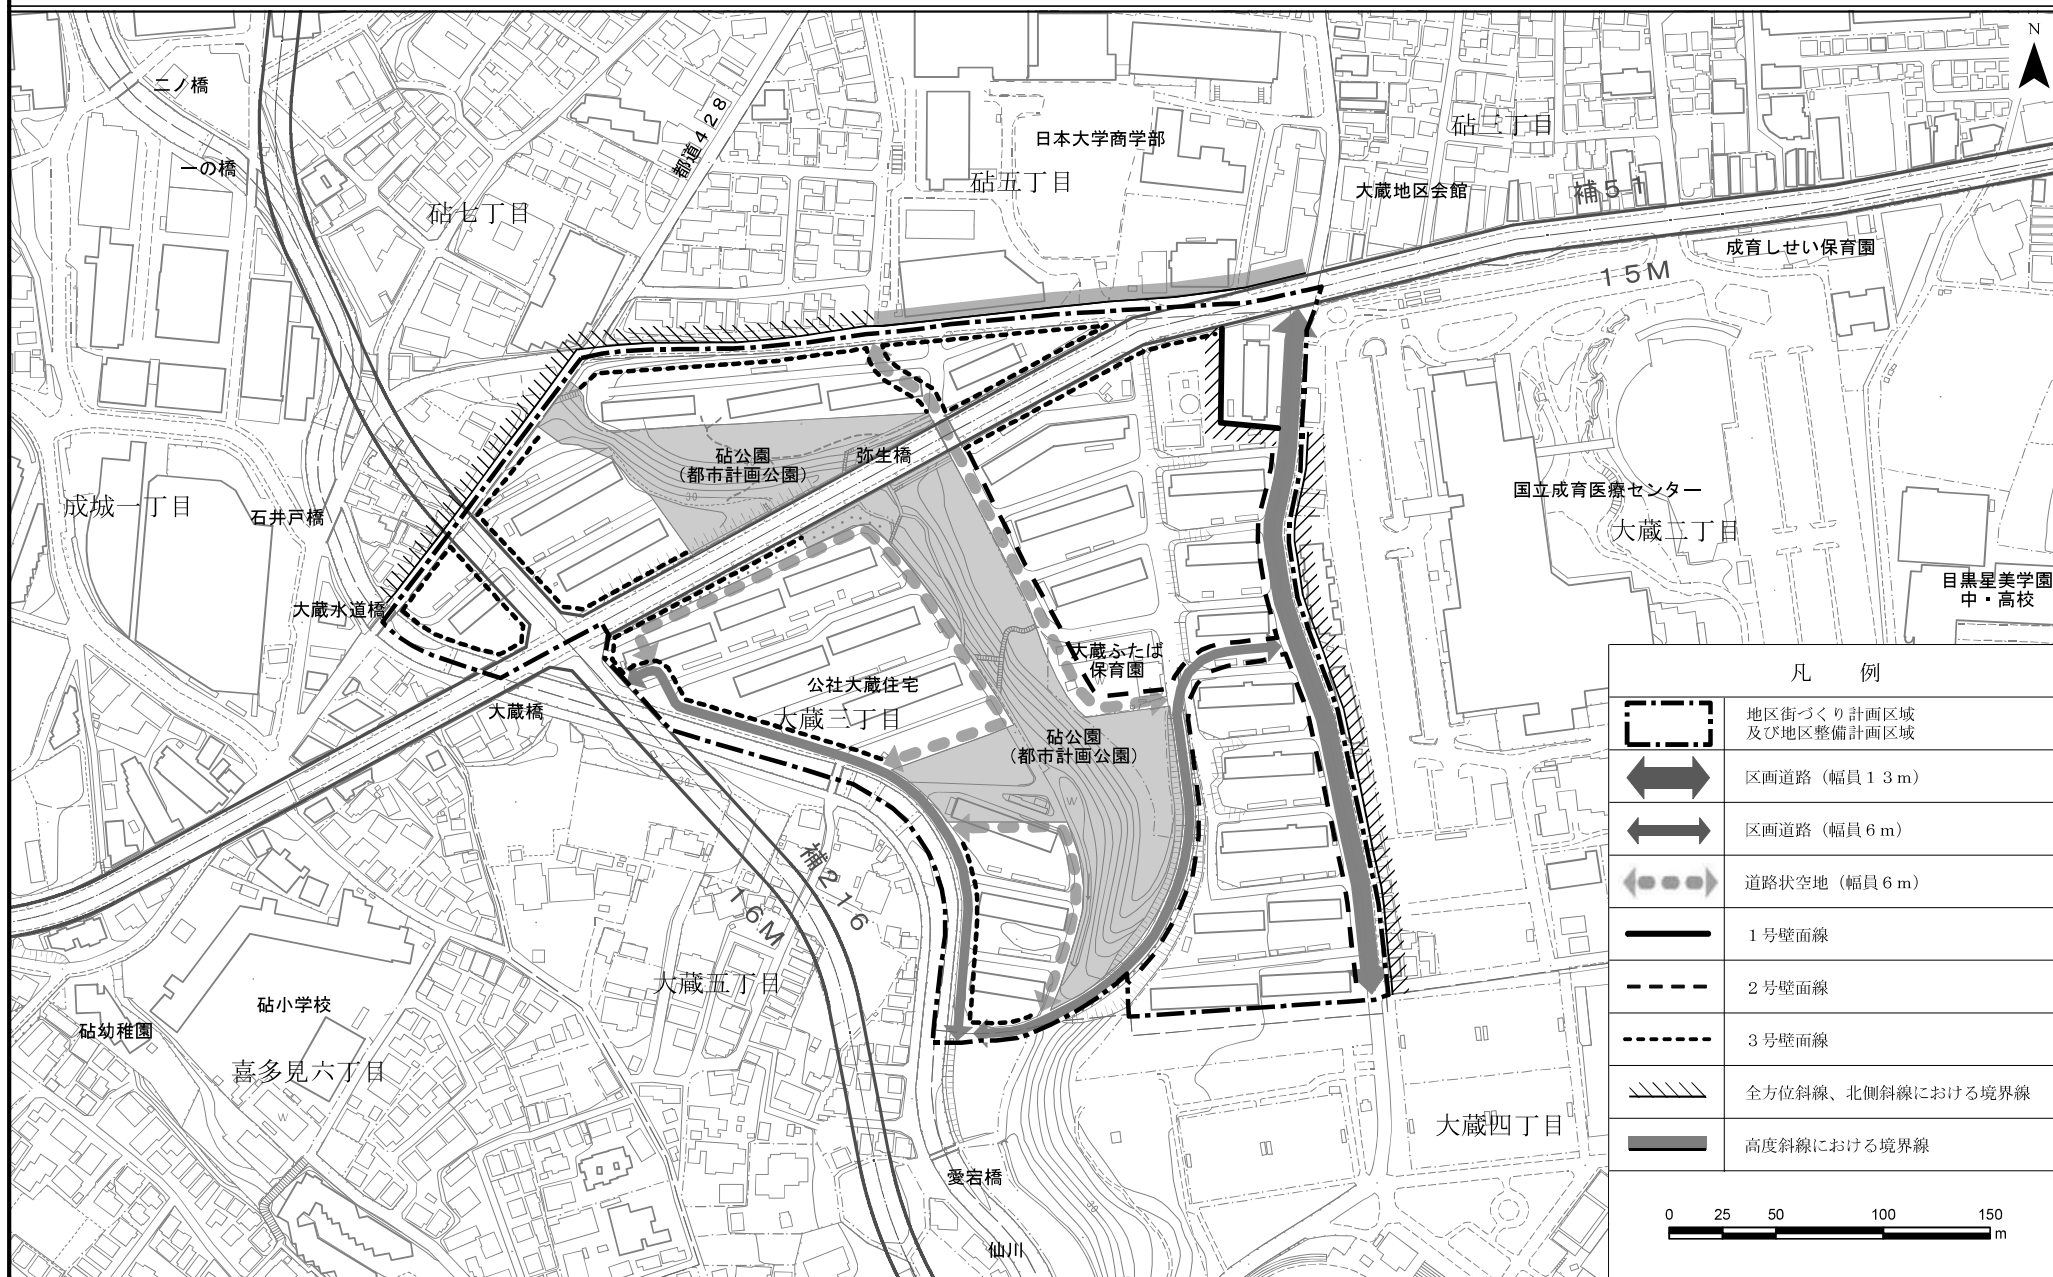 N
二ノ橋
一の橋
都道428
砧七丁目
日本大学商学部
砧五丁目
砧三丁目
大蔵地区会館
補51
15M
成育しせい保育園
砧公園
(都市計画公園)
弥生橋
30
成城一丁目
石井戸橋
大蔵水道橋
国立成育医療センター
大蔵二丁目
目黒星美学園
中・高校
大蔵ふたば
保育園
W
公社大蔵住宅
大蔵三丁目
大蔵橋
砧公園
(都市計画公園)
W
30
補216
16M
大蔵五丁目
砧小学校
砧幼稚園
喜多見六丁目
W
大蔵四丁目
愛宕橋
30
仙川
凡 例
地区街づくり計画区域
及び地区整備計画区域
区画道路(幅員13m)
区画道路(幅員6m)
道路状空地(幅員6m)
1号壁面線
2号壁面線
3号壁面線
全方位斜線、北側斜線における境界線
高度斜線における境界線
0 25 50 100 150
m